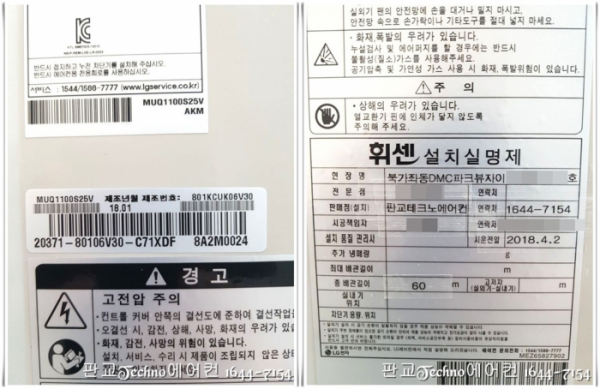 반드시 접지하고 누전 차단기를 설치해 주십시오.
반드시 에어컨용 전용회로를 사용하십시오.
서비스 : 1544/1588-7777 (www.lgservice.co.kr)
MUQ1100S25V
AKM
MUQ1100S25V 제조년월 제조번호: 801KCUK06V30
18.01
20371-80106V30-C71XDF 8A2M0024
경고
고전압 주의
• 컨트롤 커버 안쪽의 결선도에 준하여 결선작업을
• 오결선 시, 감전, 상해, 사망, 화재의 우려가 있
감전, 화재, 사망의 위험이 있습니다.
설치, 서비스, 수리 시 제품이 조립되지 않은 상
판교 echno에어컨 1644-7154
실외기 팬의 안전망에 손을 대거나 밀지 마세요.
안전망 속으로 손가락이나 기타도구를 절대 넣지 마세요.
• 화재,폭발의 우려가 있습니다.
누설검사 및 에어퍼지를 할 경우에는 반드시
불활성(질소)가스를 사용해주세요.
공기압축 및 가연성 가스 사용 시 화재, 폭발위험이 있습니다.
주 의
• 상해의 우려가 있습니다.
열교환기 핀에 인체가 닿지 않도록
주의해 주세요.
휘센 설치실명제
현 장 명 북가좌동DMC파크뷰자이 호
전 문 점 연락처
판매점(설치) 판교테크노에어컨 연락처 1644-7154
시공책임자 연락처
설치 품질 관리사 시운전일 2018.4.2
추가 냉매량 g
최대 배관길이 m
총 배관길이 60 m 고저차 (실외기-실내기) m
실내기 위치
차단기 용량, 위치
LG전자
MEZ65827902
판교 echno에어컨 1644-7154